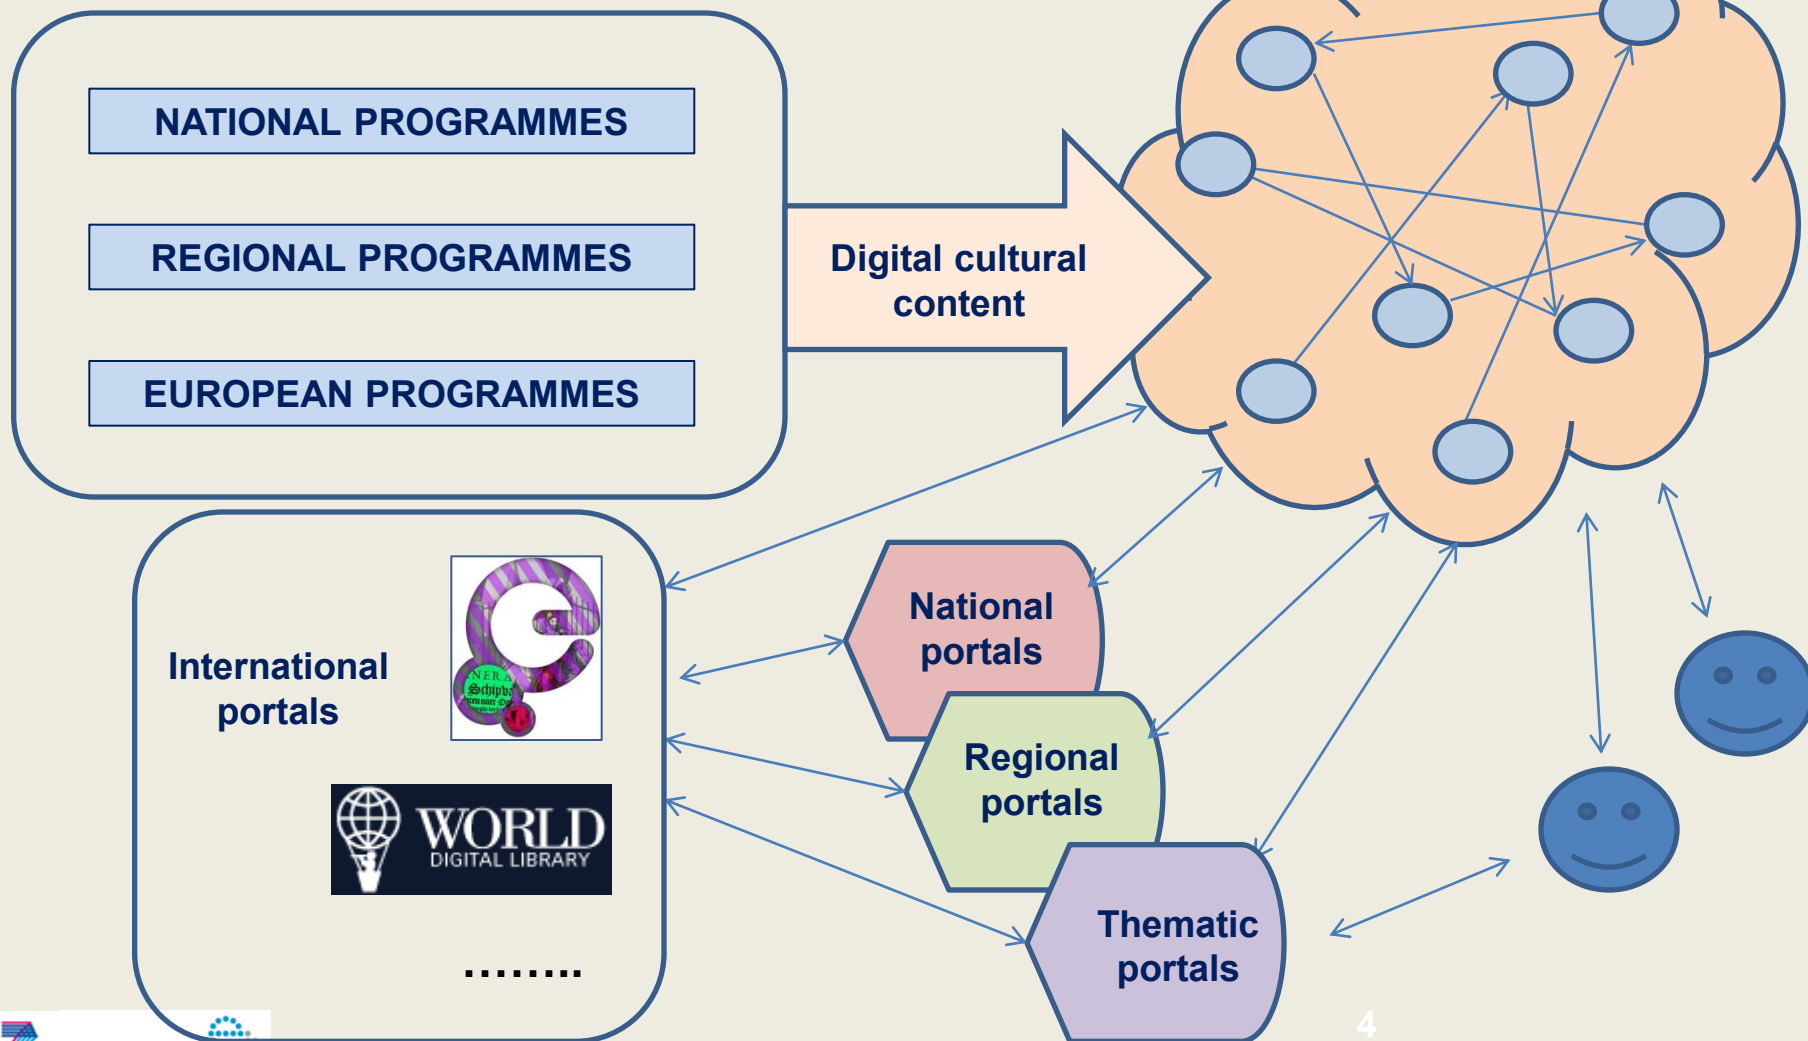 NATIONAL PROGRAMMES
REGIONAL PROGRAMMES
EUROPEAN PROGRAMMES
Digital cultural
content
International
portals
Schipva
WORLD
DIGITAL LIBRARY
........
National
portals
Regional
portals
Thematic
portals
4